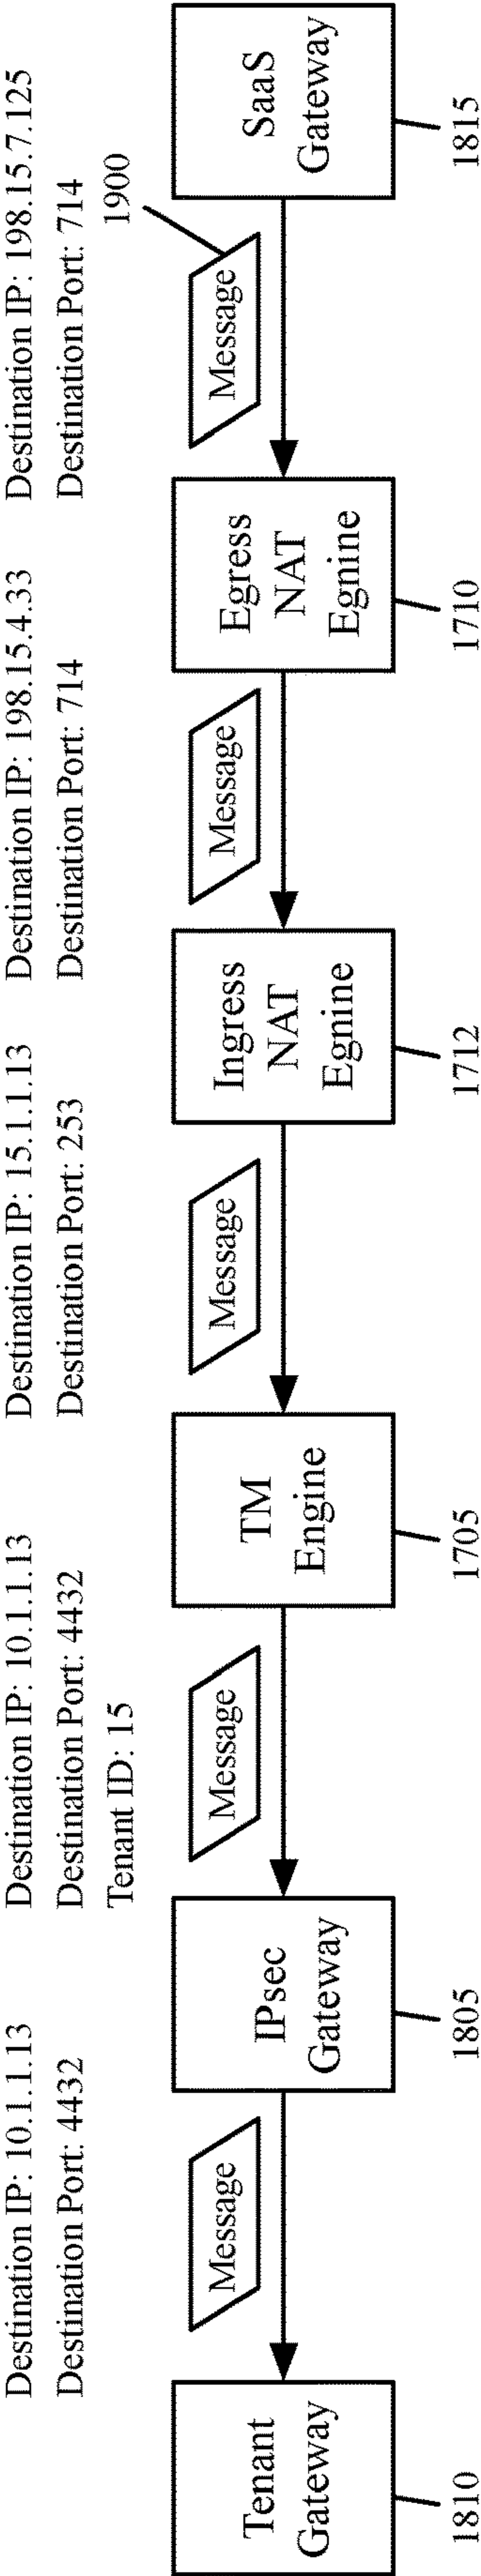 Destination IP: 10.1.1.13
Destination Port: 4432
Destination IP: 10.1.1.13
Destination Port: 4432
Tenant ID: 15
Destination IP: 15.1.1.13
Destination Port: 253
Destination IP: 198.15.4.33
Destination Port: 714
Destination IP: 198.15.7.125
Destination Port: 714
1900
Tenant
Gateway
Message
IPsec
Gateway
Message
TM
Engine
Message
Ingress
NAT
Egnine
Message
Egress
NAT
Egnine
Message
SaaS
Gateway
1810
1805
1705
1712
1710
1815